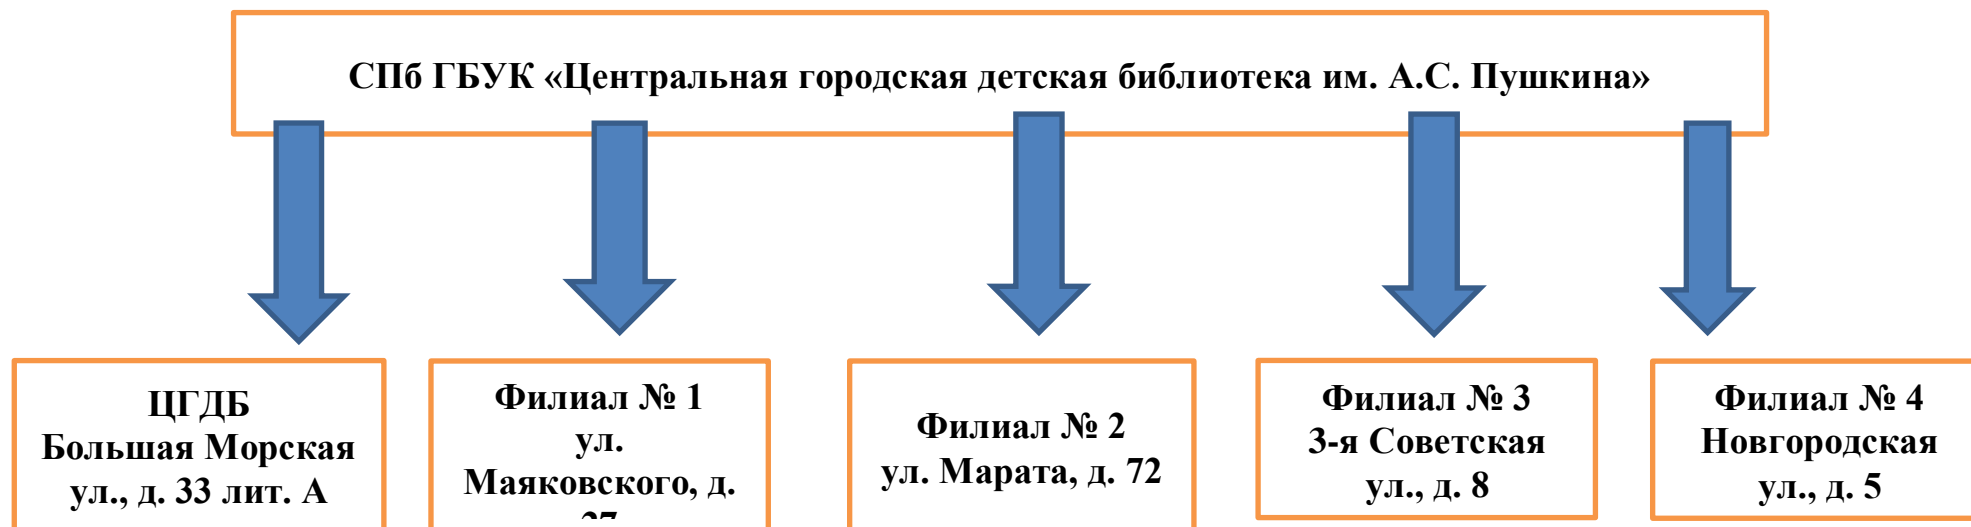 СПб ГБУК «Центральная городская детская библиотека им. А.С. Пушкина»
ЦГДБ
Большая Морская
ул., д. 33 лит. А
Филиал № 1
ул.
Маяковского, д.
Филиал № 2
ул. Марата, д. 72
Филиал № 3
3-я Советская
ул., д. 8
Филиал № 4
Новгородская
ул., д. 5